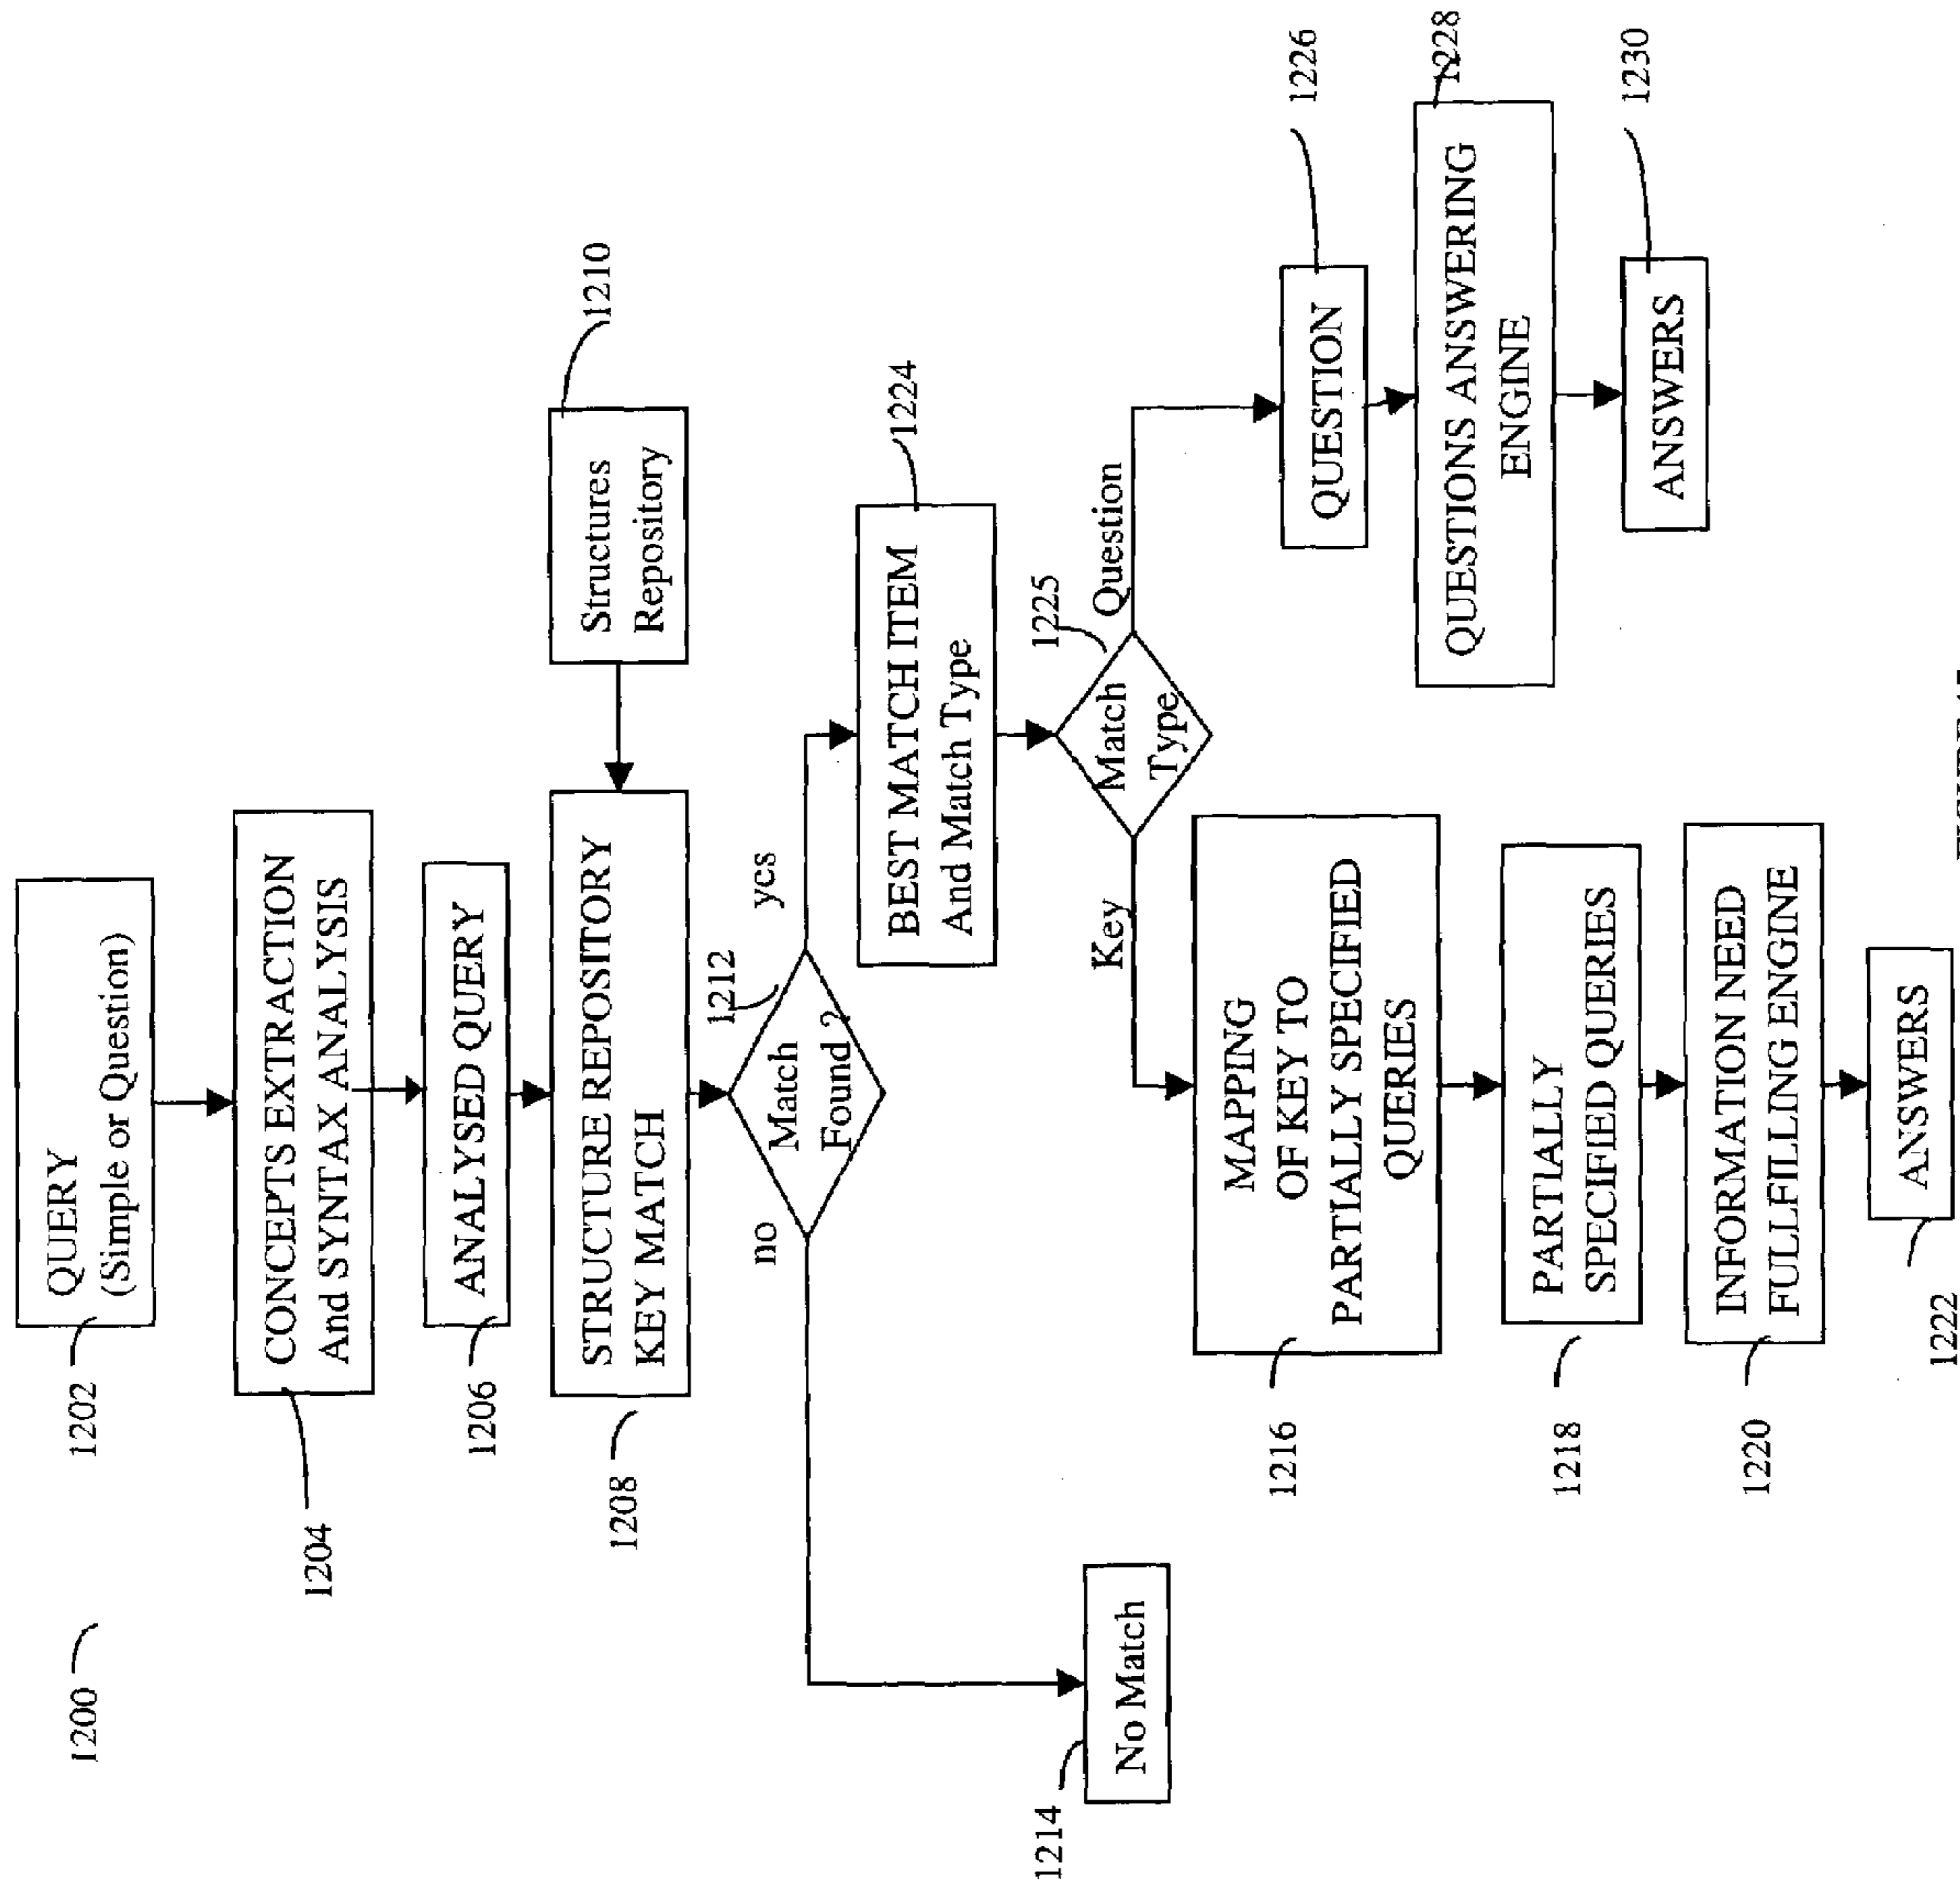 1200
1202
QUERY
(Simple or Question)
1204
CONCEPTS EXTRACTION
And SYNTAX ANALYSIS
1206
ANALYSED QUERY
1208
STRUCTURE REPOSITORY
KEY MATCH
1210
Structures
Repository
1212
Match
Found ?
no
yes
1214
No Match
1224
BEST MATCH ITEM
And Match Type
1225
Match
Type
Key
Question
1216
MAPPING
OF KEY TO
PARTIALLY SPECIFIED
QUERIES
1218
PARTIALLY
SPECIFIED QUERIES
1220
INFORMATION NEED
FULLFILLING ENGINE
1222
ANSWERS
1226
QUESTION
1228
QUESTIONS ANSWERING
ENGINE
1230
ANSWERS